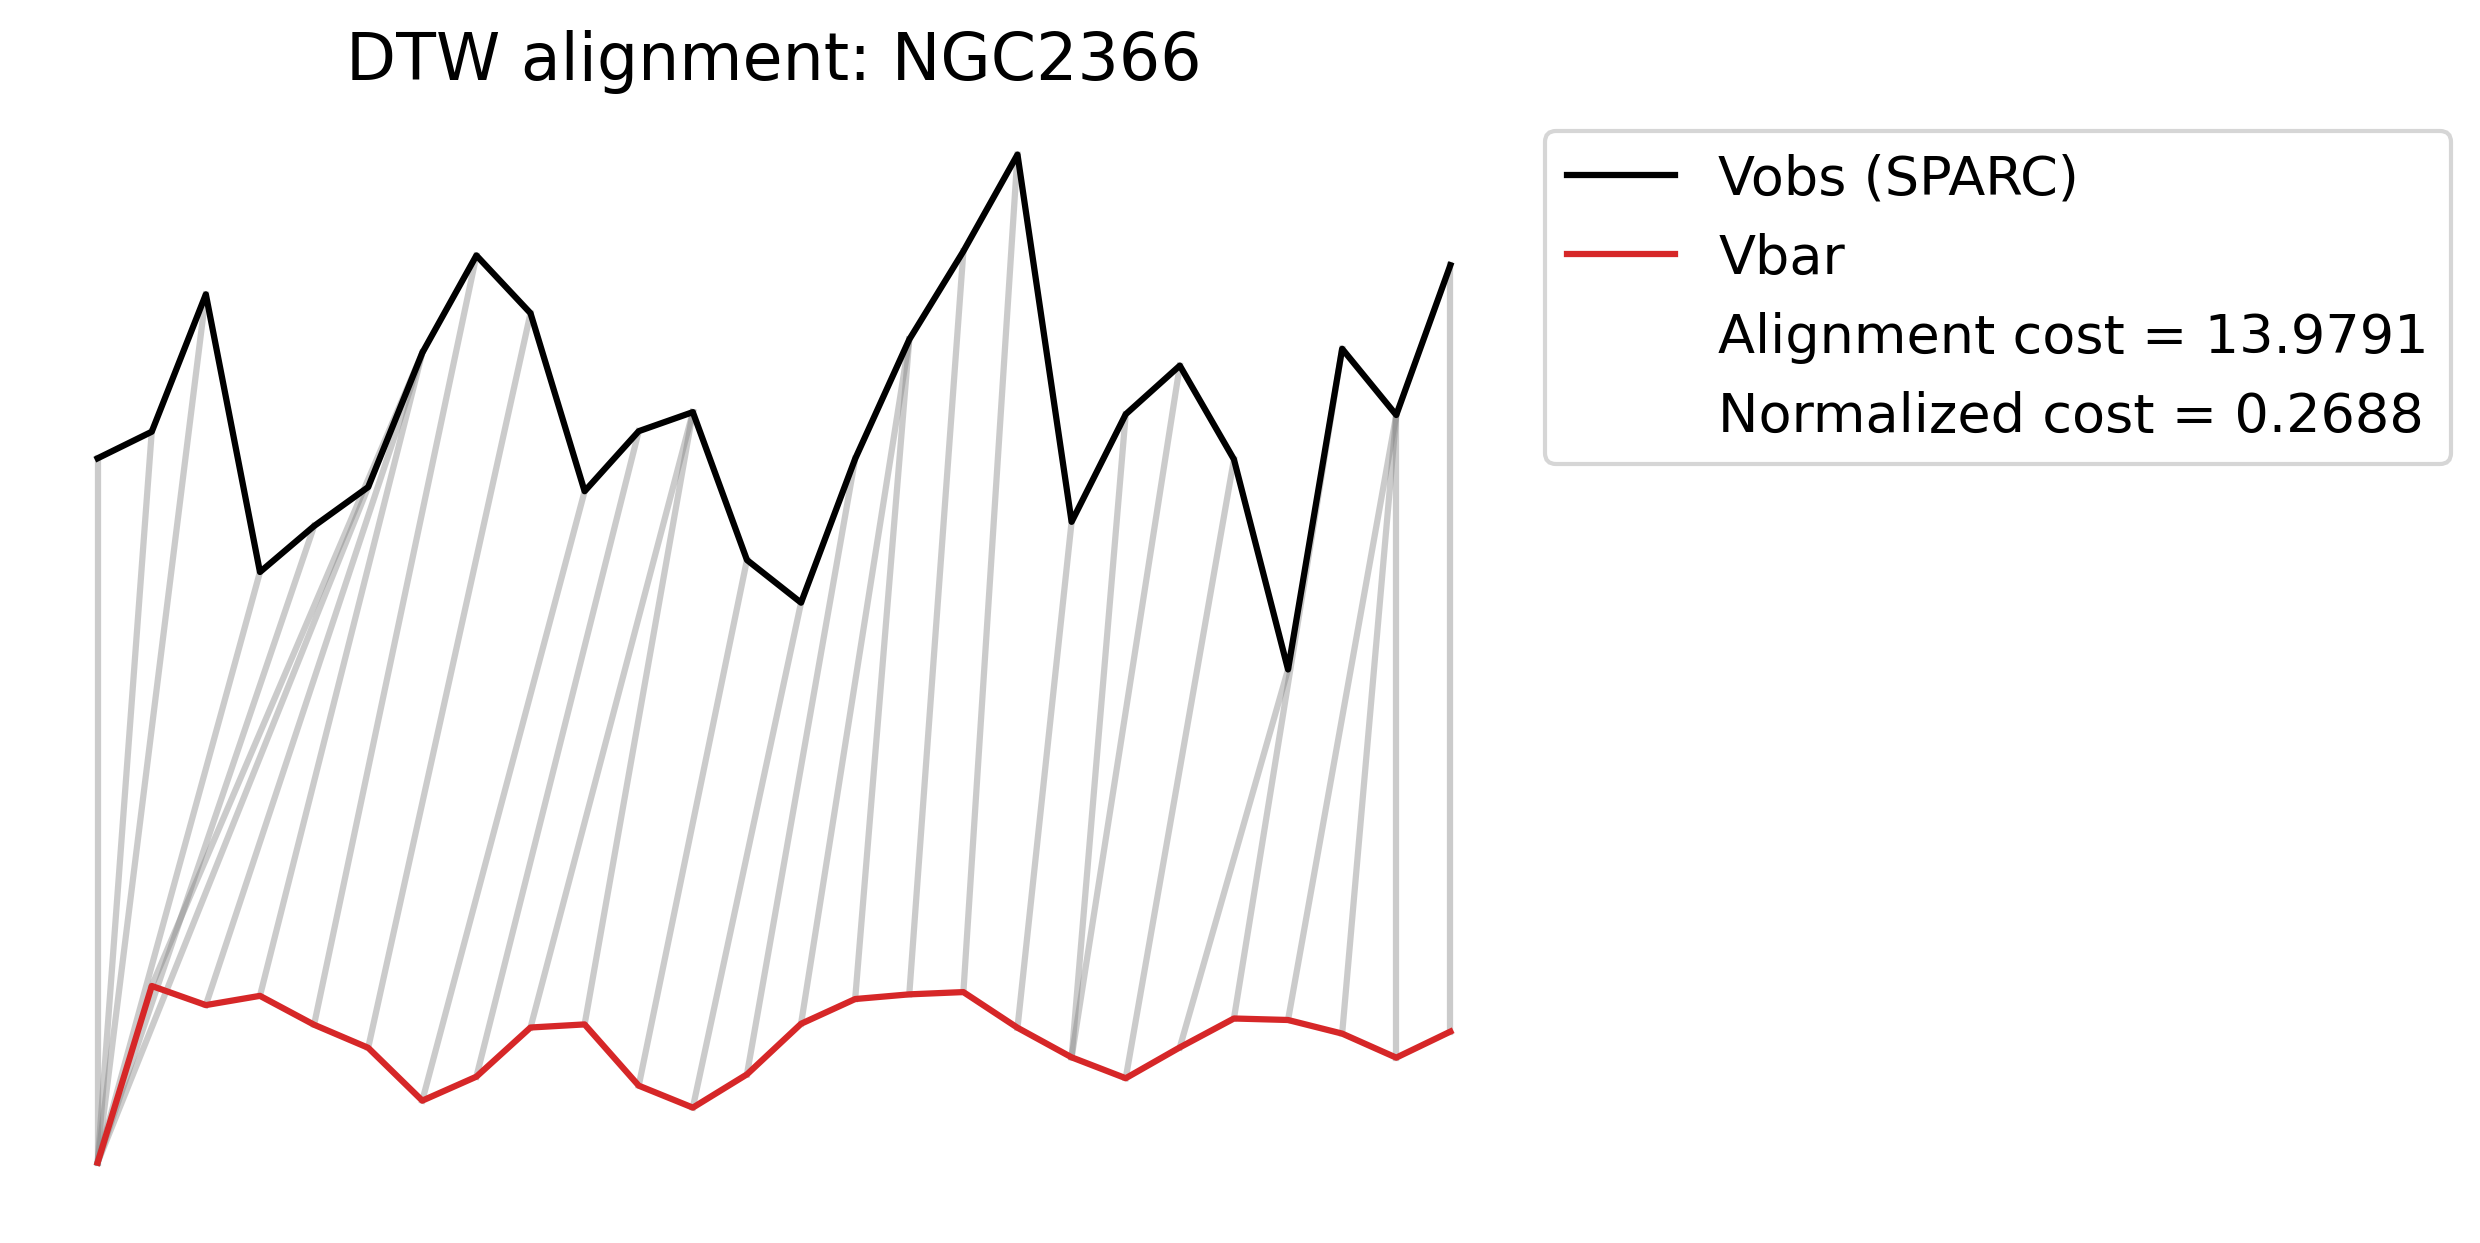 DTW alignment: NGC2366
Vobs (SPARC)
Vbar
Alignment cost = 13.9791
Normalized cost = 0.2688